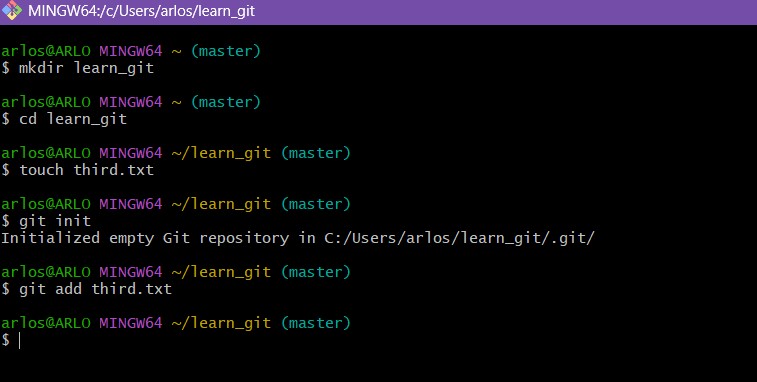 MINGW64:/c/Users/arlos/learn_git
arlos@ARLO MINGW64 ~ (master)
$ mkdir learn_git
arlos@ARLO MINGW64 ~ (master)
$ cd learn_git
arlos@ARLO MINGW64 ~/learn_git (master)
$ touch third.txt
arlos@ARLO MINGW64 ~/learn_git (master)
$ git init
Initialized empty Git repository in C:/Users/arlos/learn_git/.git/
arlos@ARLO MINGW64 ~/learn_git (master)
$ git add third.txt
arlos@ARLO MINGW64 ~/learn_git (master)
$